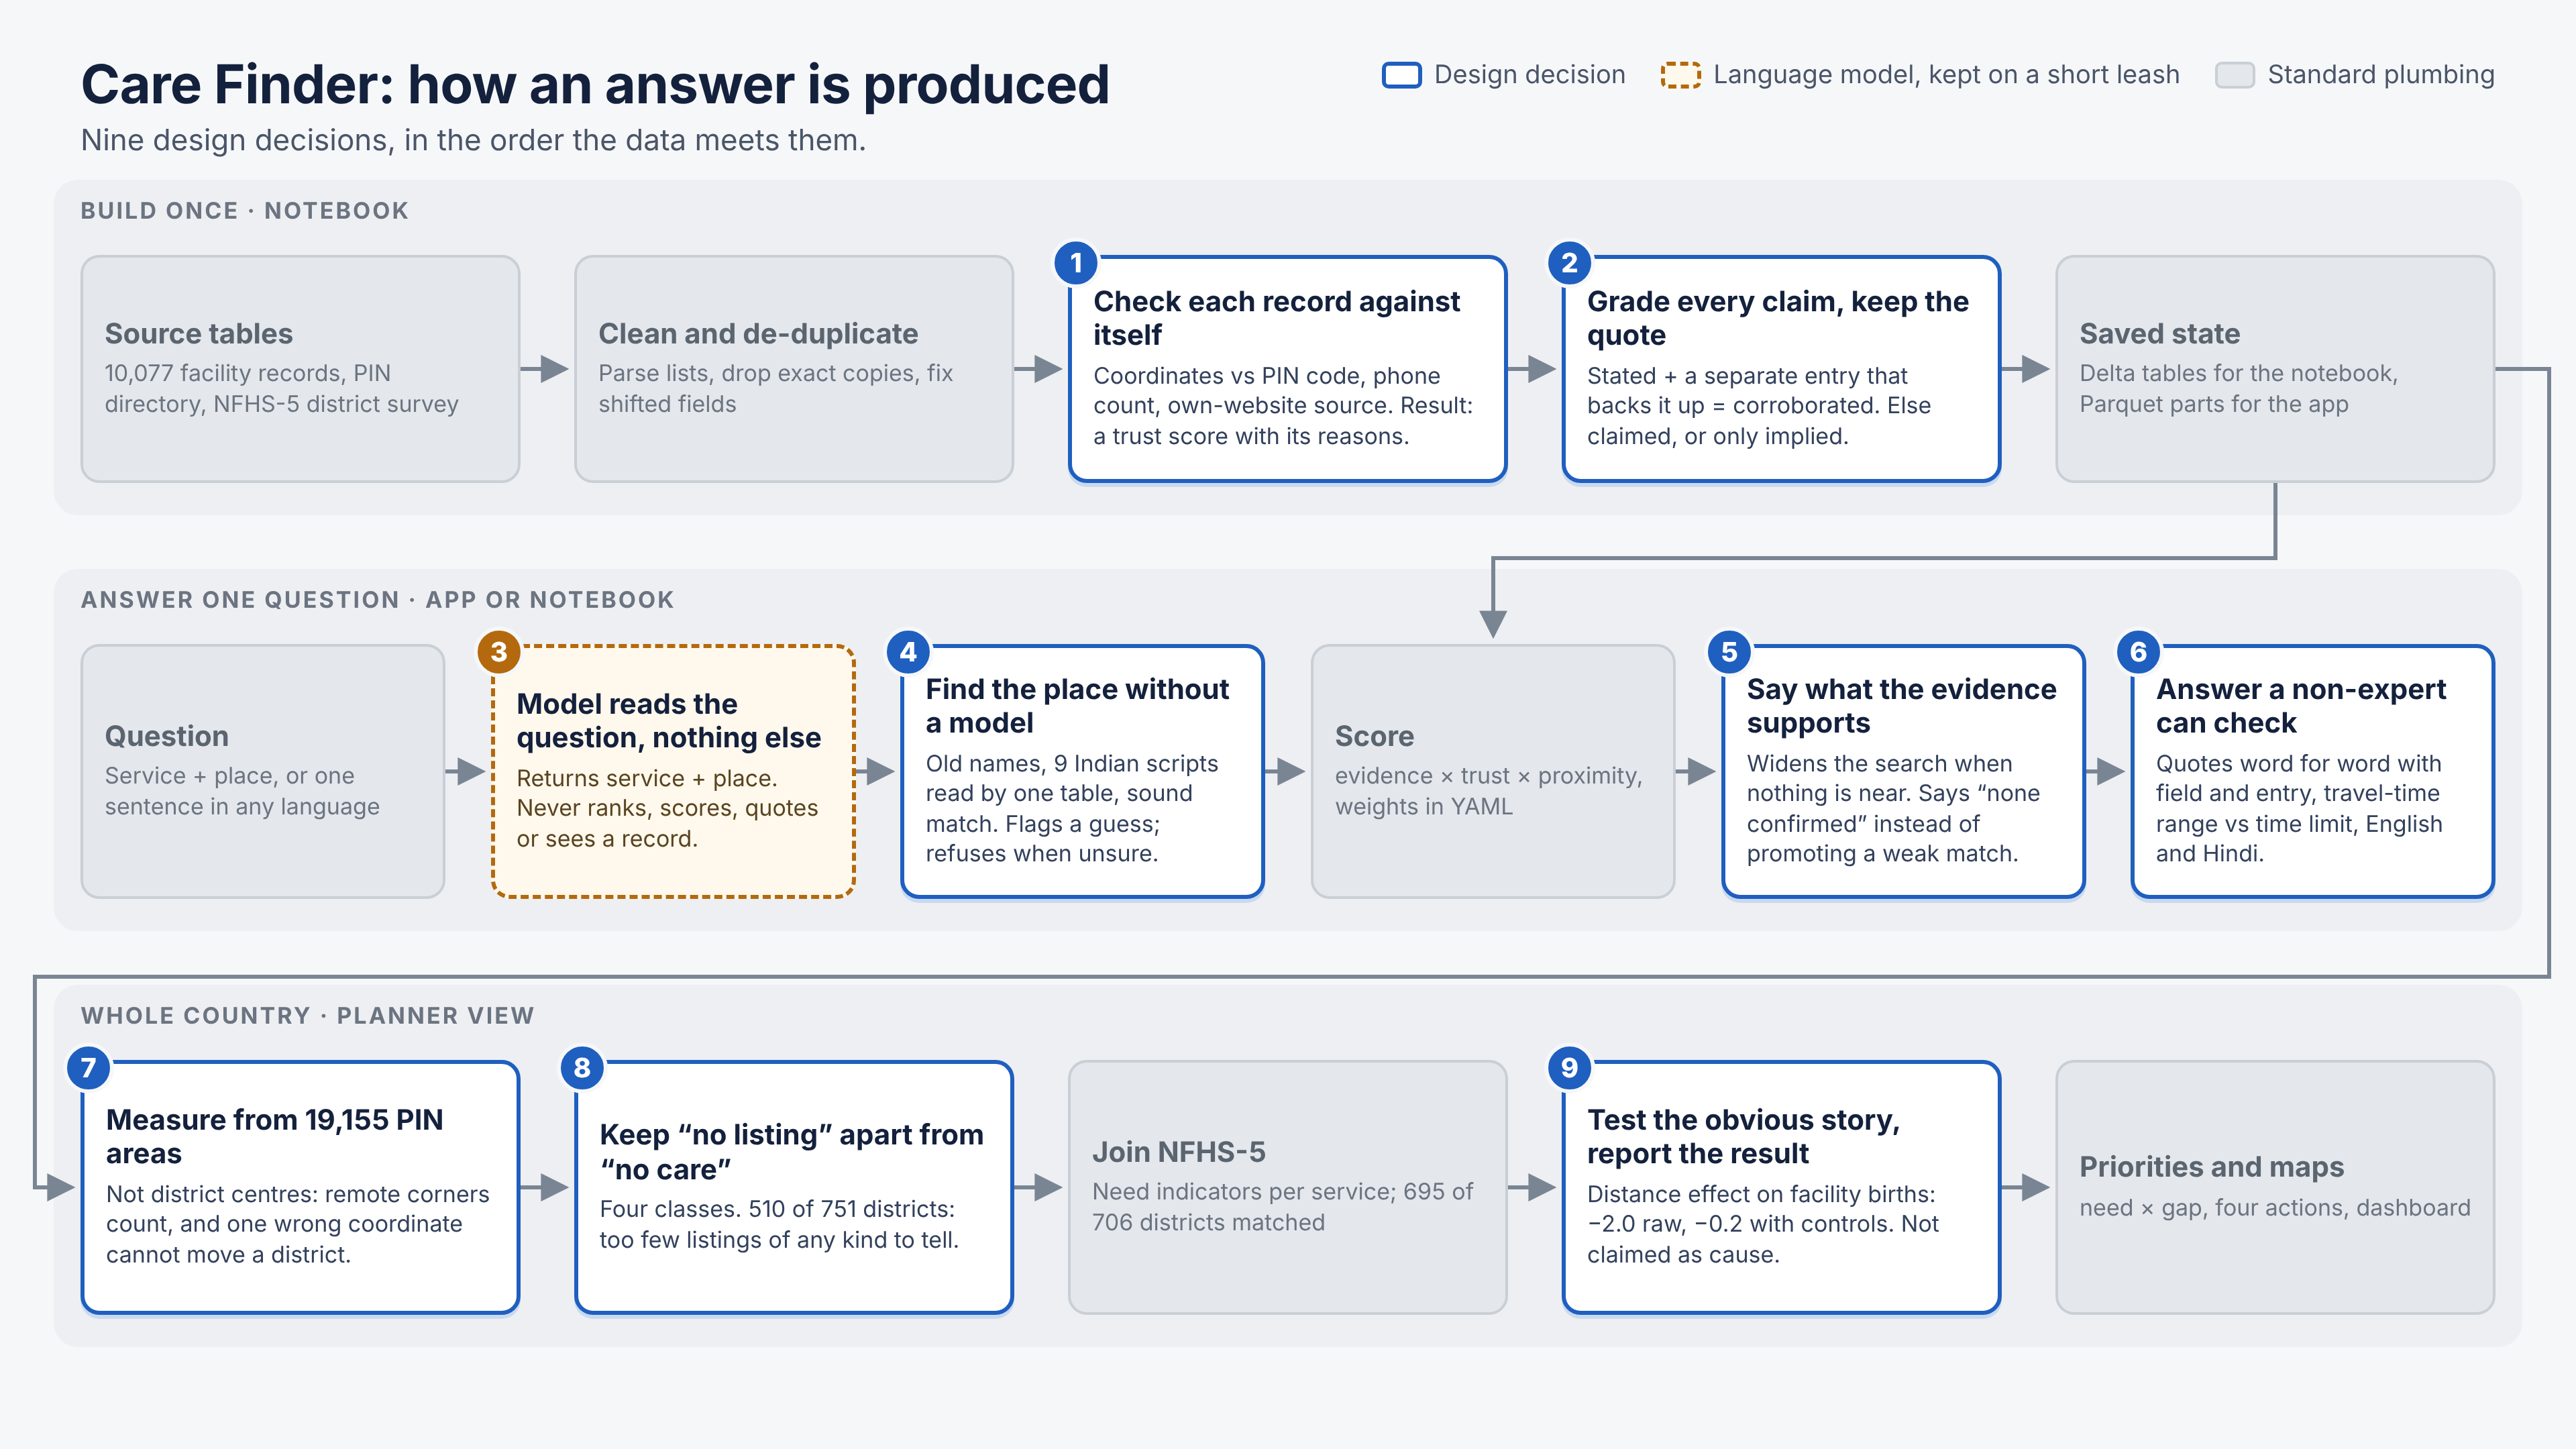 Care Finder: how an answer is produced
Nine design decisions, in the order the data meets them.
Design decision
Language model, kept on a short leash
Standard plumbing
BUILD ONCE · NOTEBOOK
Source tables
10,077 facility records, PIN
directory, NFHS-5 district survey
Clean and de-duplicate
Parse lists, drop exact copies, fix
shifted fields
1
Check each record against
itself
Coordinates vs PIN code, phone
count, own-website source. Result:
a trust score with its reasons.
2
Grade every claim, keep the
quote
Stated + a separate entry that
backs it up = corroborated. Else
claimed, or only implied.
Saved state
Delta tables for the notebook,
Parquet parts for the app
ANSWER ONE QUESTION · APP OR NOTEBOOK
Question
Service + place, or one
sentence in any language
3
Model reads the
question, nothing else
Returns service + place.
Never ranks, scores, quotes
or sees a record.
4
Find the place without
a model
Old names, 9 Indian scripts
read by one table, sound
match. Flags a guess;
refuses when unsure.
Score
evidence × trust × proximity,
weights in YAML
5
Say what the evidence
supports
Widens the search when
nothing is near. Says “none
confirmed” instead of
promoting a weak match.
6
Answer a non-expert
can check
Quotes word for word with
field and entry, travel-time
range vs time limit, English
and Hindi.
WHOLE COUNTRY · PLANNER VIEW
7
Measure from 19,155 PIN
areas
Not district centres: remote corners
count, and one wrong coordinate
cannot move a district.
8
Keep “no listing” apart from
“no care”
Four classes. 510 of 751 districts:
too few listings of any kind to tell.
Join NFHS-5
Need indicators per service; 695 of
706 districts matched
9
Test the obvious story,
report the result
Distance effect on facility births:
−2.0 raw, −0.2 with controls. Not
claimed as cause.
Priorities and maps
need × gap, four actions, dashboard